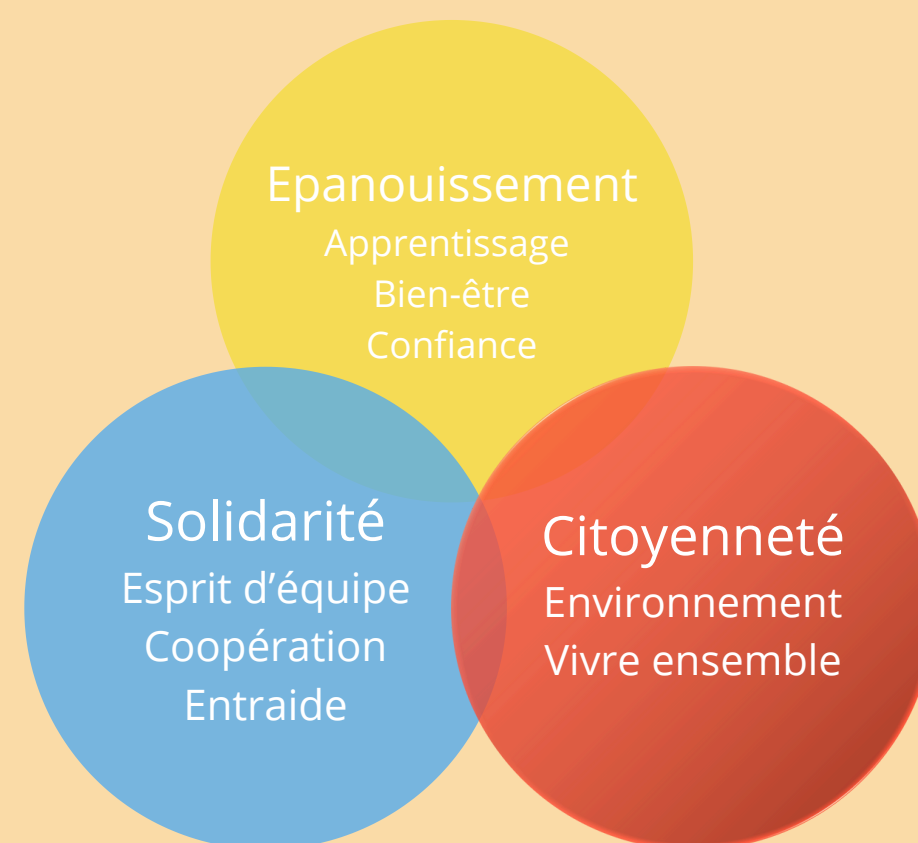 Epanouissement
Apprentissage
Bien-être
Confiance
Solidarité
Esprit d’équipe
Coopération
Entraide
Citoyenneté
Environnement
Vivre ensemble